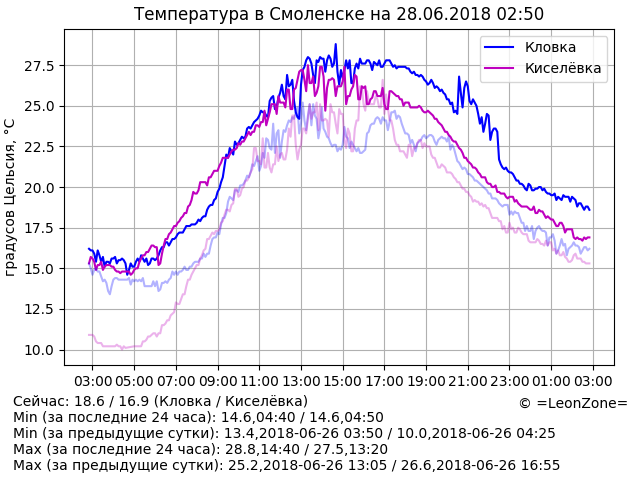 Температура в Смоленске на 28.06.2018 02:50
Кловка
Киселёвка
градусов Цельсия, °C
27.5
25.0
22.5
20.0
17.5
15.0
12.5
10.0
03:00 05:00 07:00 09:00 11:00 13:00 15:00 17:00 19:00 21:00 23:00 01:00 03:00
Сейчас: 18.6 / 16.9 (Кловка / Киселёвка)
© =LeonZone=
Min (за последние 24 часа): 14.6,04:40 / 14.6,04:50
Min (за предыдущие сутки): 13.4,2018-06-26 03:50 / 10.0,2018-06-26 04:25
Max (за последние 24 часа): 28.8,14:40 / 27.5,13:20
Max (за предыдущие сутки): 25.2,2018-06-26 13:05 / 26.6,2018-06-26 16:55